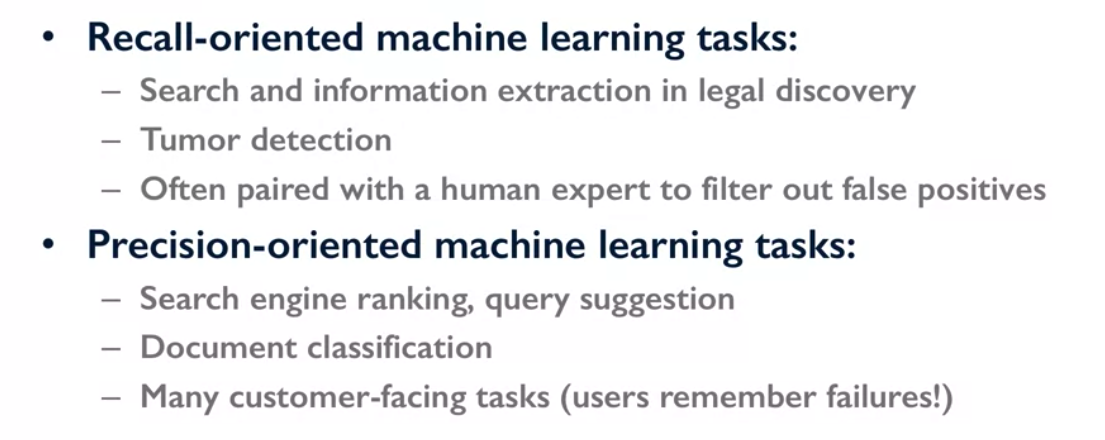 • Recall-oriented machine learning tasks:
– Search and information extraction in legal discovery
– Tumor detection
– Often paired with a human expert to filter out false positives
• Precision-oriented machine learning tasks:
– Search engine ranking, query suggestion
– Document classification
– Many customer-facing tasks (users remember failures!)